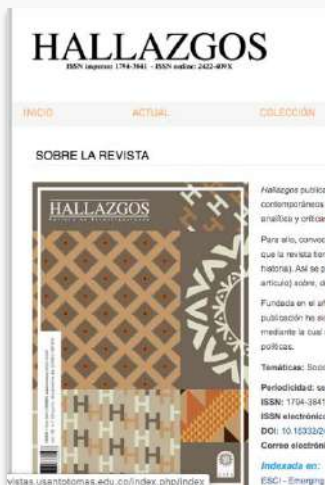 HALLAZGOS
ISSN impreso: 1794-3841 - ISSN online: 2422-409X
INICIO ACTUAL COLECCIÓN
SOBRE LA REVISTA
HALLAZGOS
Hallazgos publica
contemporáneos
analítica y crítica
Para ello, convoc
que la revista tien
historia). Así se p
artículo) sobre, d
Fundada en el añ
publicación ha si
mediante la cual
políticas.
Temáticas: Socie
Periodicidad: se
ISSN: 1794-3841
ISSN electrónic
DOI: 10.15332/2
Correo electróni
Indexada en:
ESCI - Emerging
vistas.usantotomas.edu.co/index.php/index